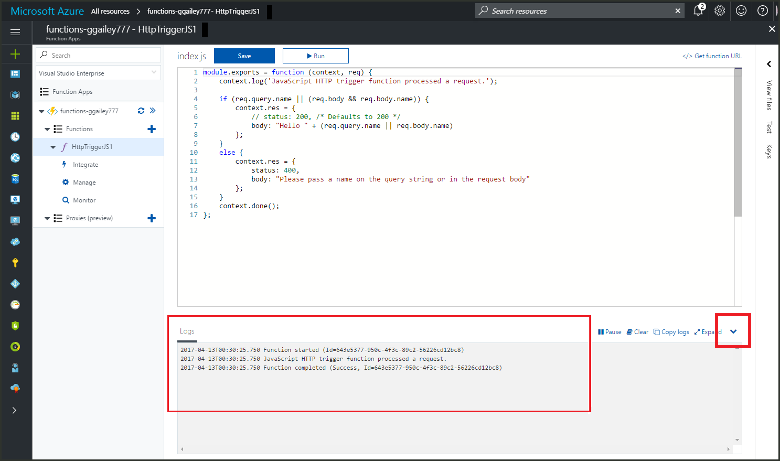 Microsoft Azure All resources > functions-ggailey777 - HttpTriggerJS1
Search resources
2
functions-ggailey777 - HttpTriggerJS1
Function Apps
Search
Visual Studio Enterprise
Function Apps
functions-ggailey777
Functions
HttpTriggerJS1
Integrate
Manage
Monitor
Proxies (preview)
index.js
Save
Run
</> Get function URL
1 module.exports = function (context, req) {
2 context.log('JavaScript HTTP trigger function processed a request.');
3
4 if (req.query.name || (req.body && req.body.name)) {
5 context.res = {
6 // status: 200, /* Defaults to 200 */
7 body: "Hello " + (req.query.name || req.body.name)
8 };
9 }
10 else {
11 context.res = {
12 status: 400,
13 body: "Please pass a name on the query string or in the request body"
14 };
15 }
16 context.done();
17 };
View files
Test
Keys
Logs
Pause
Clear
Copy logs
Expand
2017-04-13T00:30:25.750 Function started (Id=643e5377-950c-4f3c-89c2-56226cd12bc8)
2017-04-13T00:30:25.750 JavaScript HTTP trigger function processed a request.
2017-04-13T00:30:25.750 Function completed (Success, Id=643e5377-950c-4f3c-89c2-56226cd12bc8)